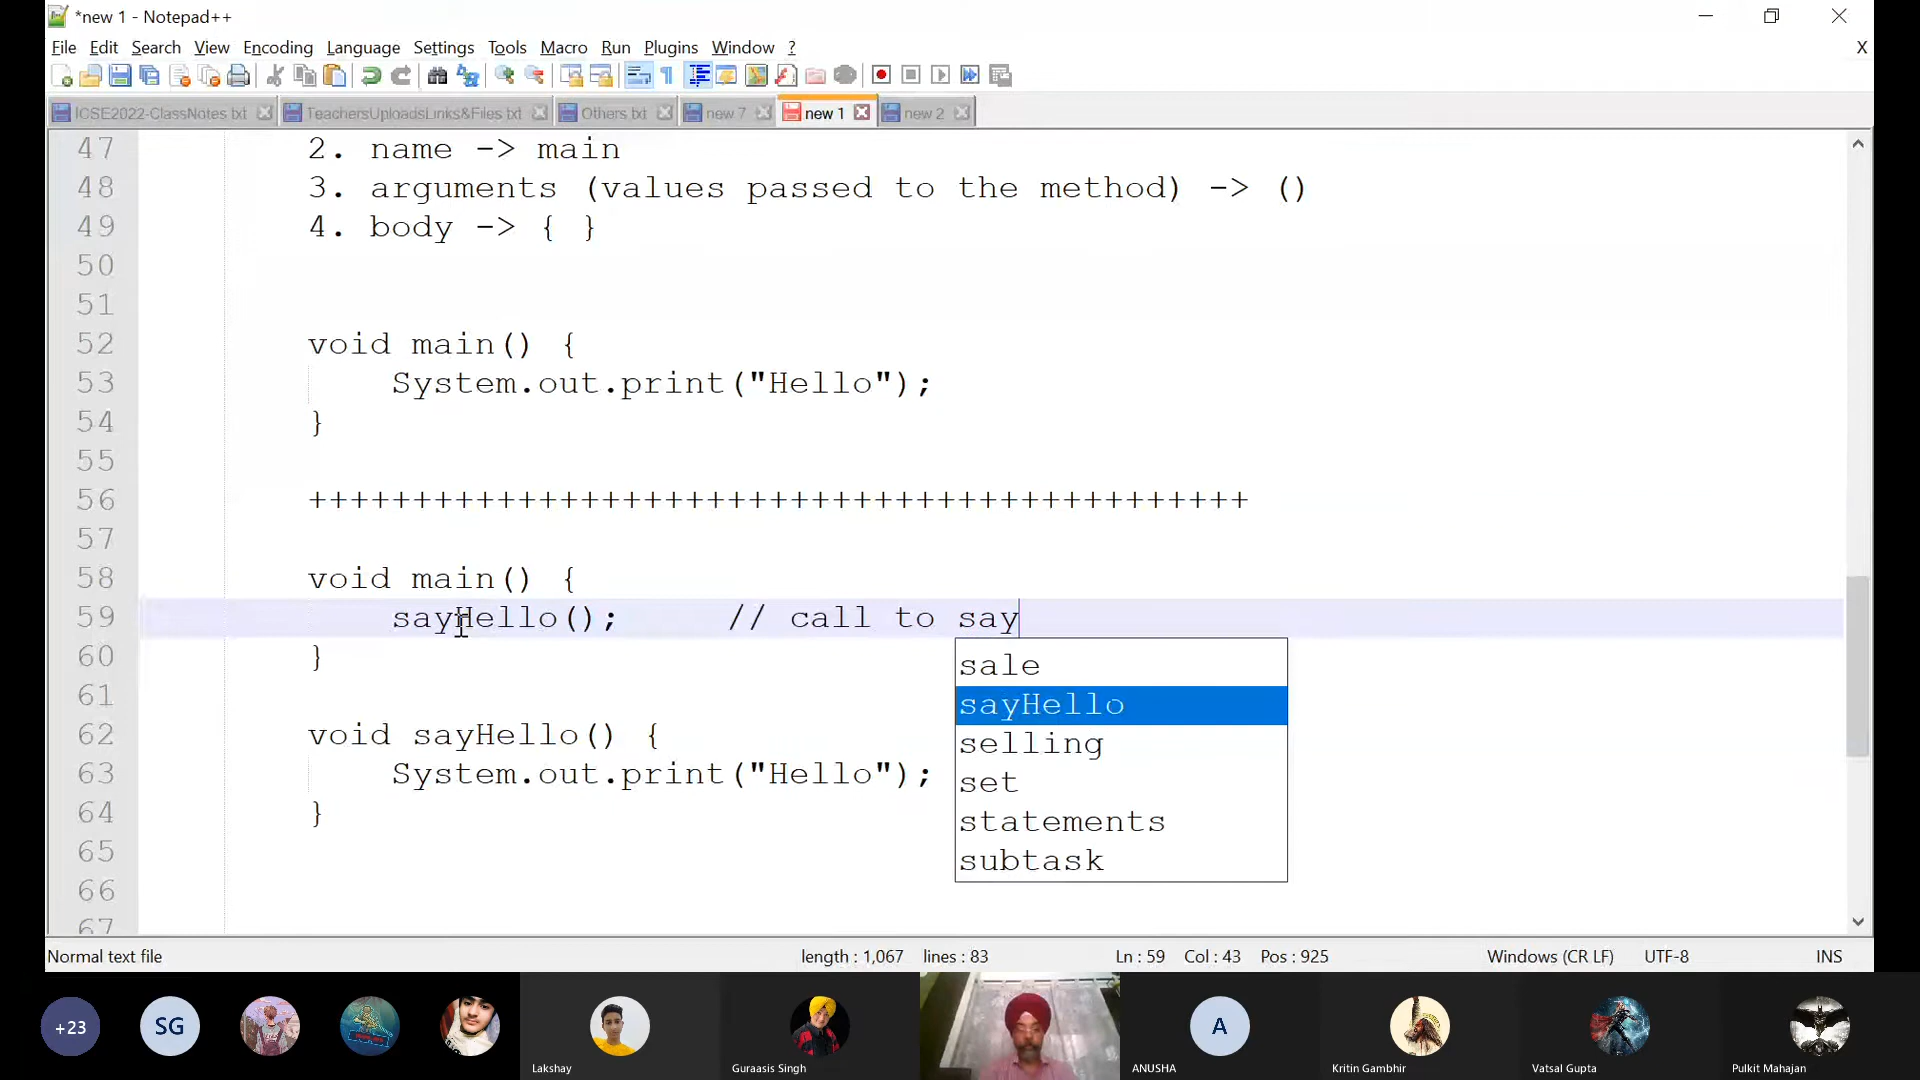 *new 1 - Notepad++
File Edit Search View Encoding Language Settings Tools Macro Run Plugins Window ? X
ICSE2022-ClassNotes.txt TeachersUploadsLinks&Files.txt Others.txt new 7 new 1 new 2
47 2. name -> main
48 3. arguments (values passed to the method) -> ()
49 4. body -> { }
50
51
52 void main() {
53 System.out.print("Hello");
54 }
55
56 +++++++++++++++++++++++++++++++++++++++++++++
57
58 void main() {
59 sayHello(); // call to say
60 }
61
62 void sayHello() {
63 System.out.print("Hello");
64 }
65
66
67
sale
sayHello
selling
set
statements
subtask
Normal text file length : 1,067 lines : 83 Ln : 59 Col : 43 Pos : 925 Windows (CR LF) UTF-8 INS
+23 SG A
Lakshay Guraasis Singh ANUSHA Kritin Gambhir Vatsal Gupta Pulkit Mahajan